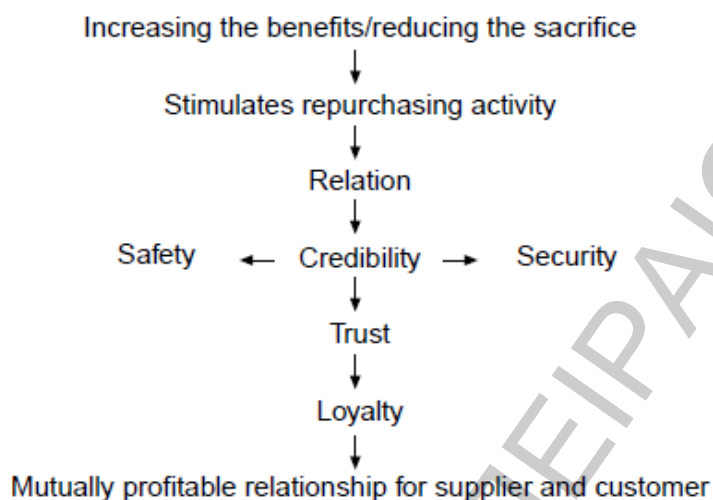 Increasing the benefits/reducing the sacrifice
Stimulates repurchasing activity
Relation
Safety Credibility Security
Trust
Loyalty
Mutually profitable relationship for supplier and customer